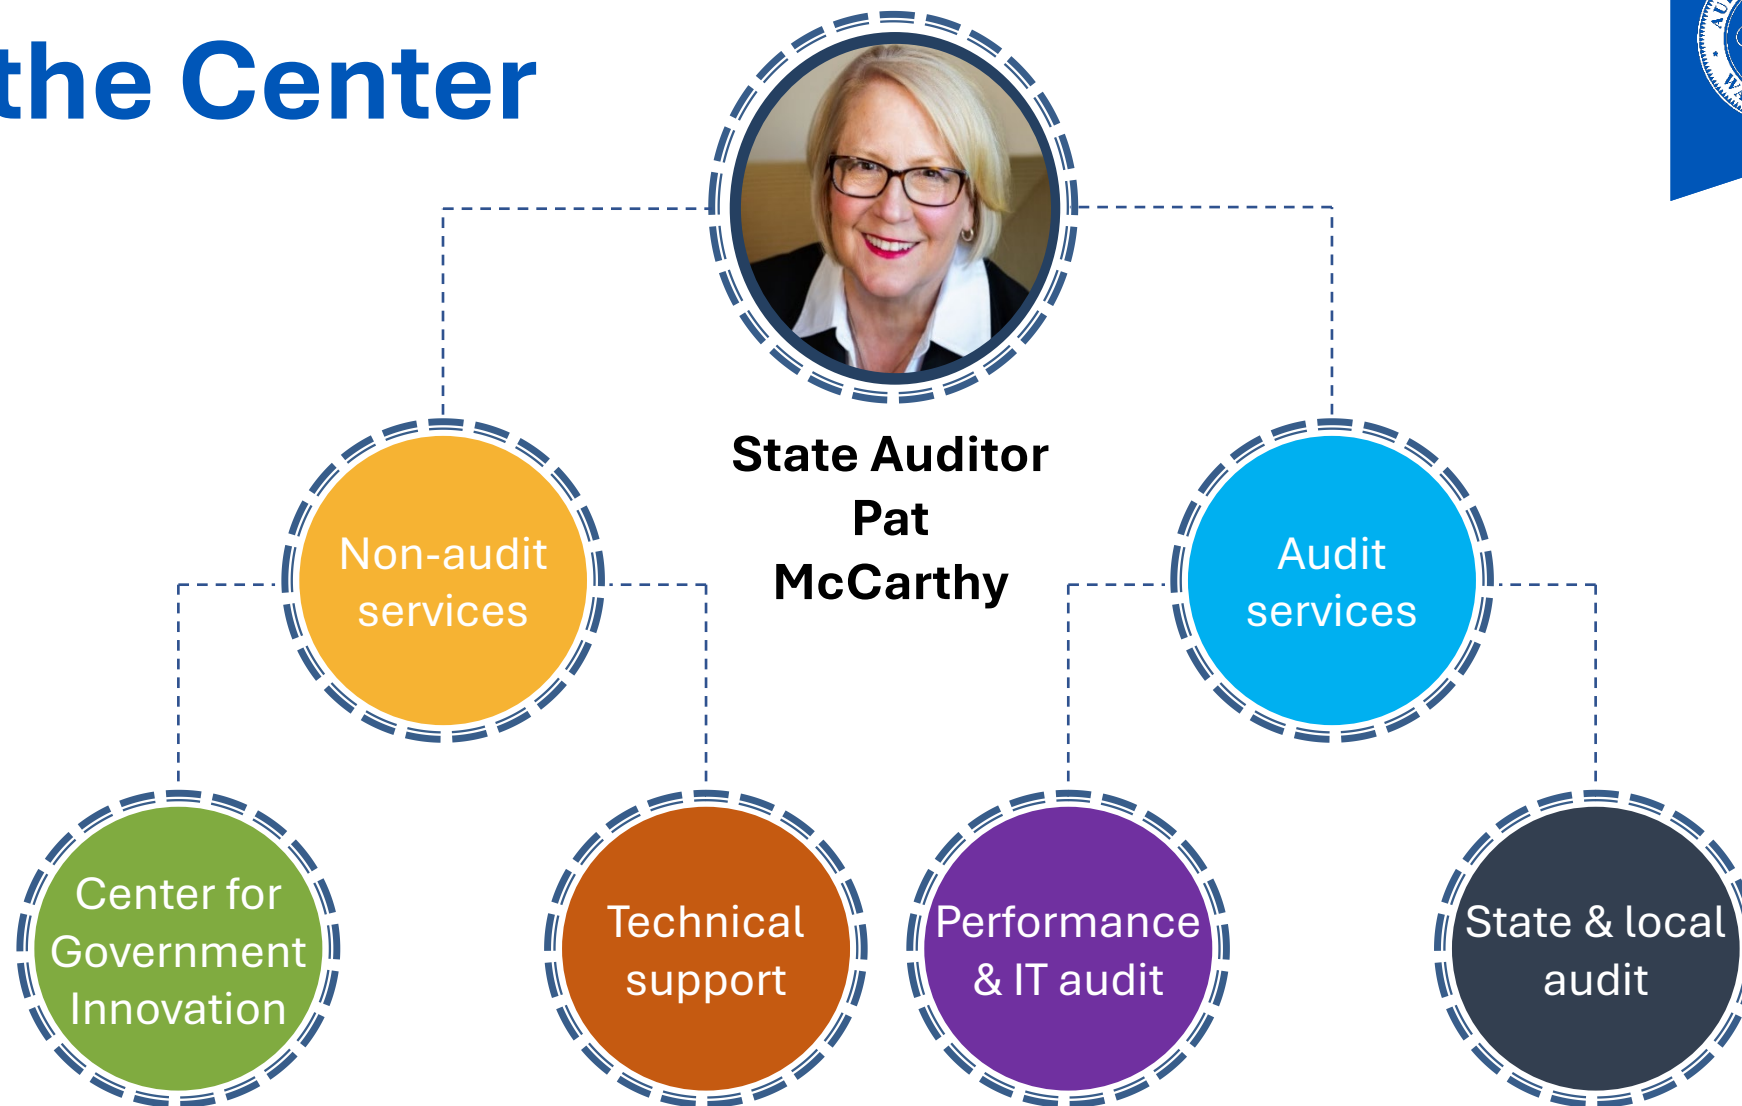 the Center
State Auditor
Pat
McCarthy
Non-audit
services
Audit
services
Center for
Government
Innovation
Technical
support
Performance
& IT audit
State & local
audit